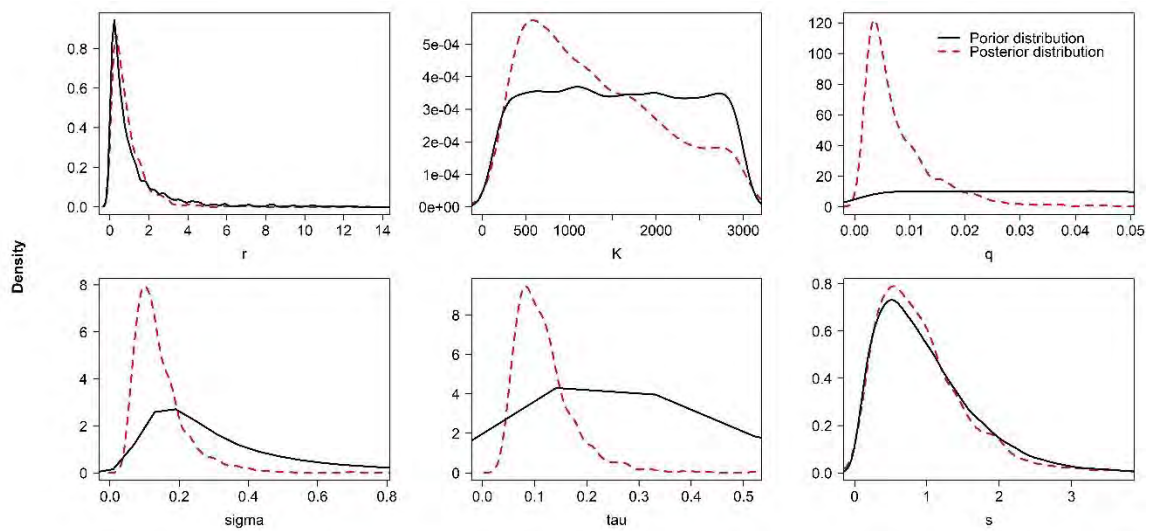 0.8
0.6
0.4
0.2
0.0
0 2 4 6 8 10 12 14
r
5e-04
4e-04
3e-04
2e-04
1e-04
0e+00
0 500 1000 2000 3000
K
120
100
80
60
40
20
0
0.00 0.01 0.02 0.03 0.04 0.05
q
Porior distribution
Posterior distribution
Density
8
6
4
2
0
0.0 0.2 0.4 0.6 0.8
sigma
8
6
4
2
0
0.0 0.1 0.2 0.3 0.4 0.5
tau
0.8
0.6
0.4
0.2
0.0
0 1 2 3
s